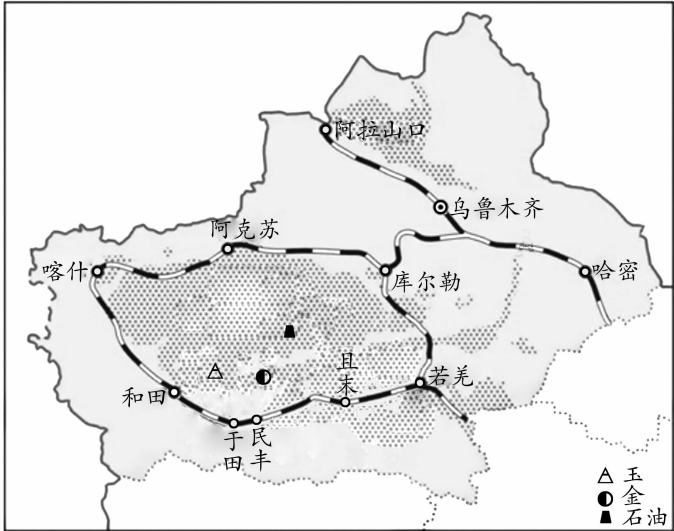 阿拉山口
乌鲁木齐
阿克苏
喀什
库尔勒
哈密
且末
若羌
和田
于田
民丰
玉
金
石油